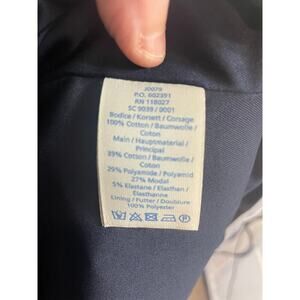 J0079
P.O. 602391
RN 118027
SC 9039 / 9001
Bodice / Korsett / Corsage
100% Cotton / Baumwolle /
Coton
Main / Hauptmaterial /
Principal
39% Cotton / Baumwolle /
Coton
29% Polyamide / Polyamid
27% Modal
5% Elastane / Elasthan /
Elasthanne
Lining / Futter / Doublure
100% Polyester